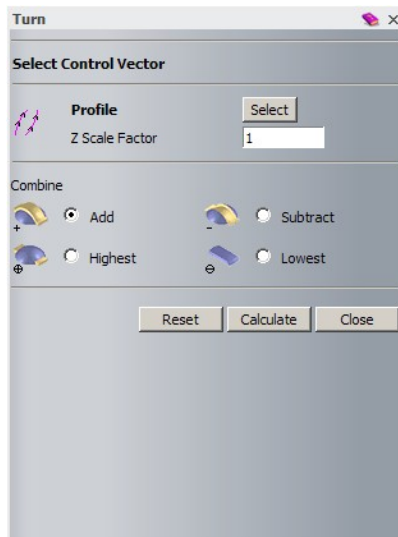 Turn
Select Control Vector
Profile Select
Z Scale Factor 1
Combine
Add Subtract
Highest Lowest
Reset Calculate Close